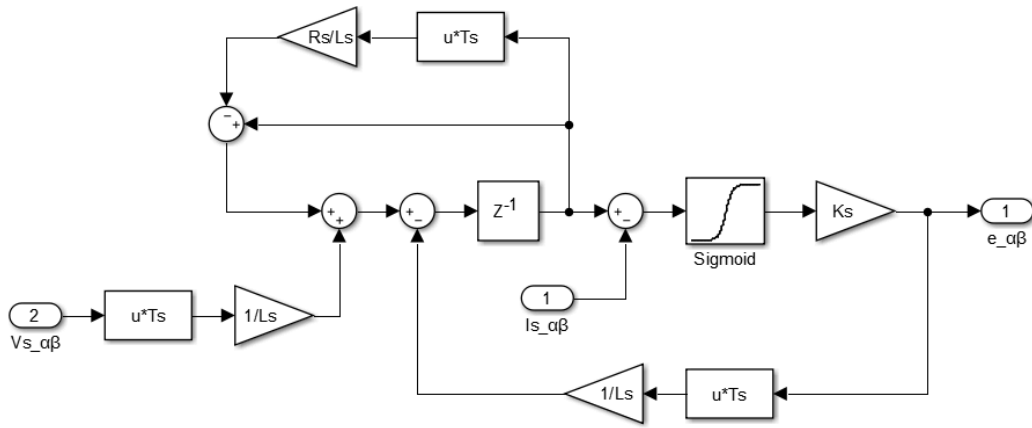 Rs/Ls
u*Ts
−
+
+
+
+
−
Z-1
+
−
Sigmoid
Ks
1
e_αβ
2
Vs_αβ
u*Ts
1/Ls
1
Is_αβ
1/Ls
u*Ts